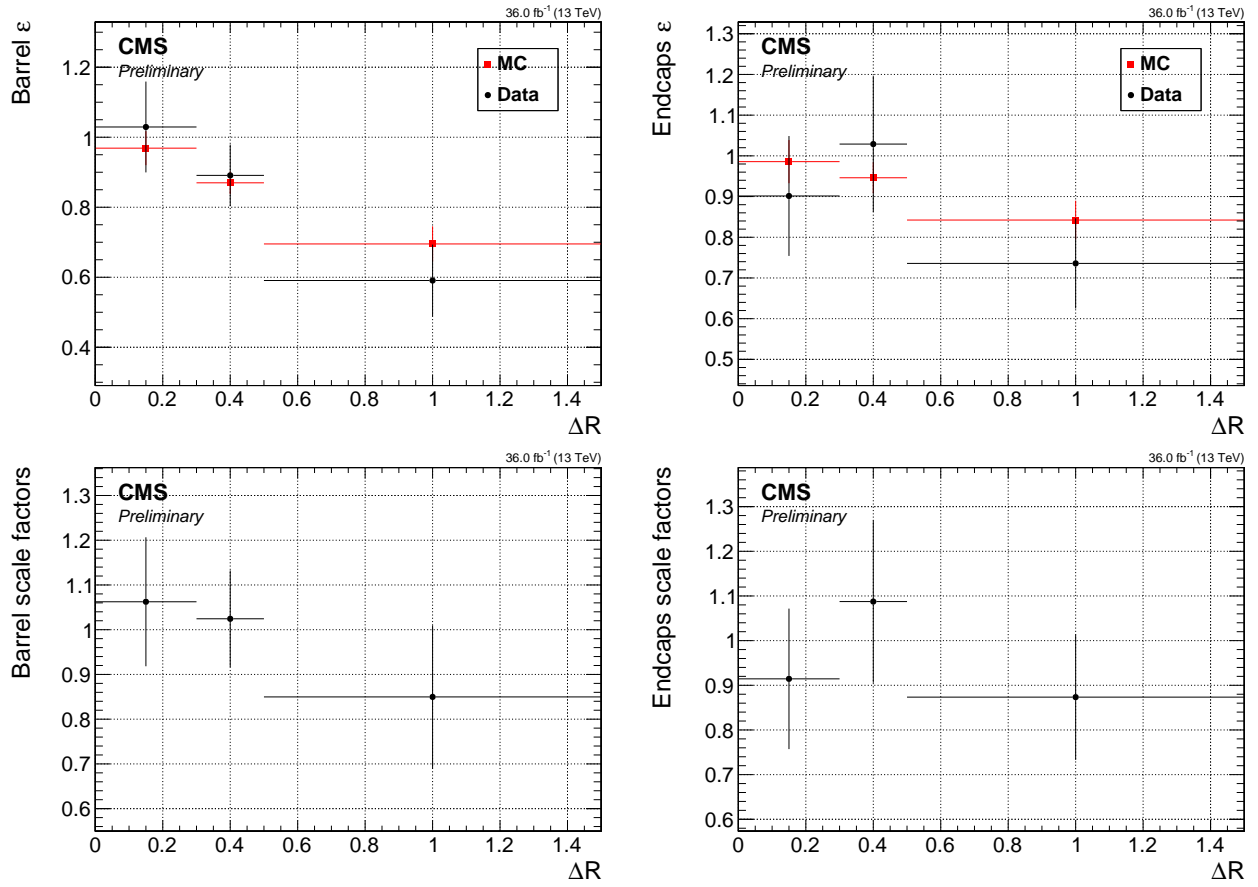 36.0 fb⁻¹ (13 TeV)
Barrel ε
CMS
Preliminary
MC
Data
1.2
1
0.8
0.6
0.4
0 0.2 0.4 0.6 0.8 1 1.2 1.4
ΔR
36.0 fb⁻¹ (13 TeV)
Endcaps ε
CMS
Preliminary
MC
Data
1.3
1.2
1.1
1
0.9
0.8
0.7
0.6
0.5
0 0.2 0.4 0.6 0.8 1 1.2 1.4
ΔR
36.0 fb⁻¹ (13 TeV)
Barrel scale factors
CMS
Preliminary
1.3
1.2
1.1
1
0.9
0.8
0.7
0.6
0 0.2 0.4 0.6 0.8 1 1.2 1.4
ΔR
36.0 fb⁻¹ (13 TeV)
Endcaps scale factors
CMS
Preliminary
1.3
1.2
1.1
1
0.9
0.8
0.7
0.6
0 0.2 0.4 0.6 0.8 1 1.2 1.4
ΔR